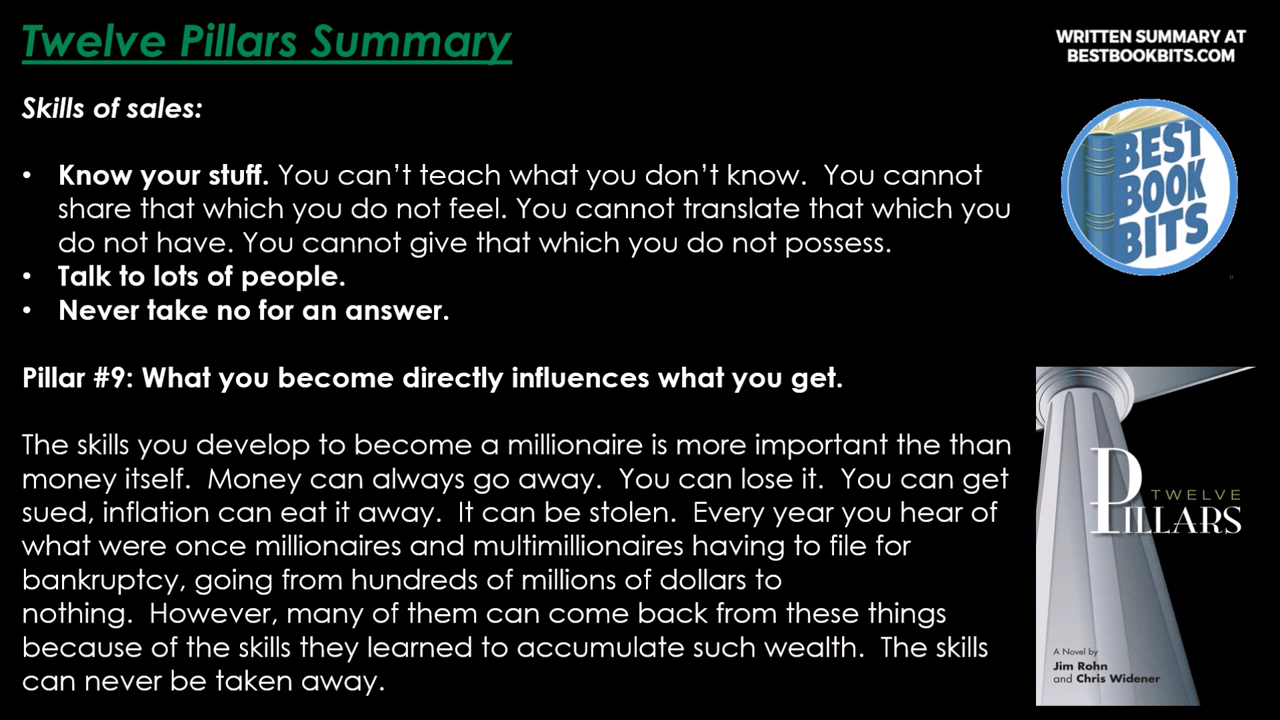 Twelve Pillars Summary
WRITTEN SUMMARY AT
BESTBOOKBITS.COM
Skills of sales:
BEST
BOOK
BITS
• Know your stuff. You can’t teach what you don’t know.  You cannot
share that which you do not feel. You cannot translate that which you
do not have. You cannot give that which you do not possess.
• Talk to lots of people.
• Never take no for an answer.
Pillar #9: What you become directly influences what you get.
The skills you develop to become a millionaire is more important the than
money itself.  Money can always go away.  You can lose it.  You can get
sued, inflation can eat it away.  It can be stolen.  Every year you hear of
what were once millionaires and multimillionaires having to file for
bankruptcy, going from hundreds of millions of dollars to
nothing.  However, many of them can come back from these things
because of the skills they learned to accumulate such wealth.  The skills
can never be taken away.
TWELVE
PILLARS
A Novel by
Jim Rohn
and Chris Widener